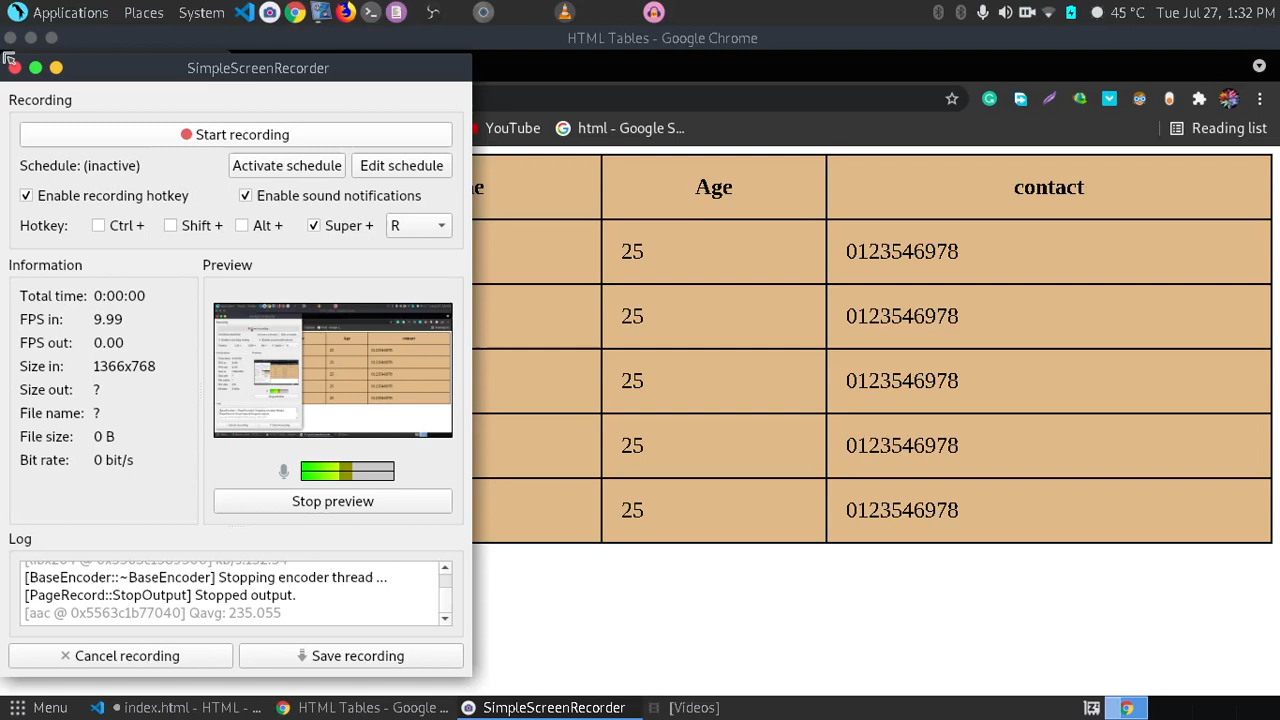 Applications Places System 45 °C Tue Jul 27, 1:32 PM
HTML Tables - Google Chrome
SimpleScreenRecorder
Recording
Start recording
Schedule: (inactive) Activate schedule Edit schedule
Enable recording hotkey Enable sound notifications
Hotkey: Ctrl + Shift + Alt + Super + R
Information
Total time: 0:00:00
FPS in: 9.99
FPS out: 0.00
Size in: 1366x768
Size out: ?
File name: ?
File size: 0 B
Bit rate: 0 bit/s
Preview
Stop preview
Log
[BaseEncoder::~BaseEncoder] Stopping encoder thread ...
[PageRecord::StopOutput] Stopped output.
[aac @ 0x5563c1b77040] Qavg: 235.055
Cancel recording Save recording
YouTube html - Google S... Reading list
Age contact
25 0123546978
25 0123546978
25 0123546978
25 0123546978
25 0123546978
Menu index.html - HTML - ... HTML Tables - Google ... SimpleScreenRecorder [Videos]